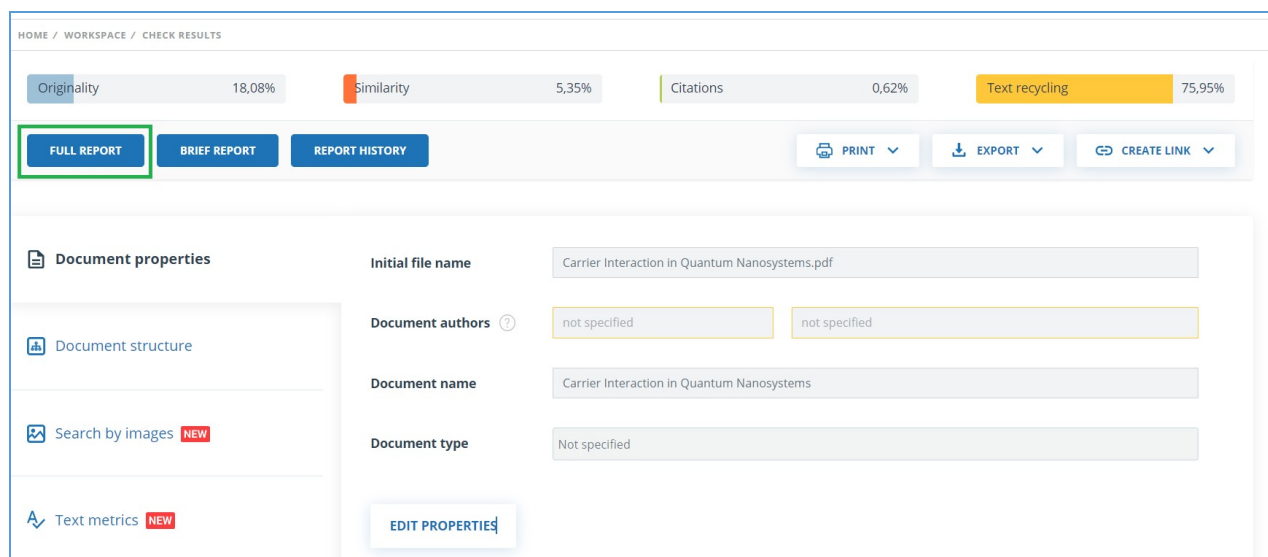 HOME / WORKSPACE / CHECK RESULTS
Originality 18,08% Similarity 5,35% Citations 0,62% Text recycling 75,95%
FULL REPORT BRIEF REPORT REPORT HISTORY PRINT EXPORT CREATE LINK
Document properties
Document structure
Search by images NEW
Text metrics NEW
Initial file name Carrier Interaction in Quantum Nanosystems.pdf
Document authors ? not specified not specified
Document name Carrier Interaction in Quantum Nanosystems
Document type Not specified
EDIT PROPERTIES